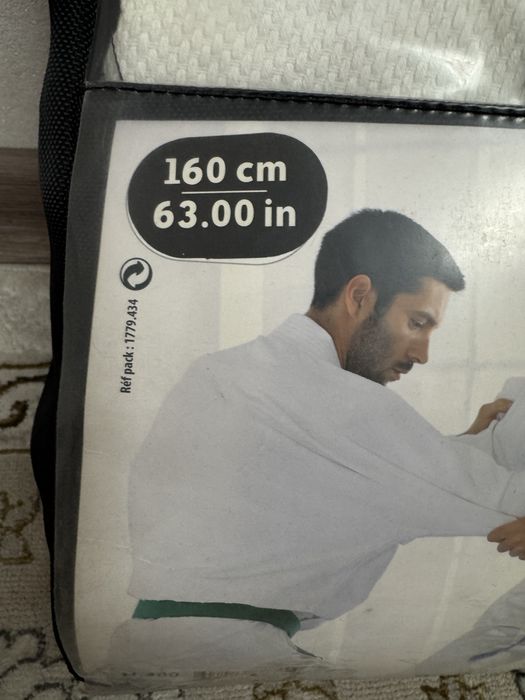 160 cm
63.00 in
Réf pack : 1779.434